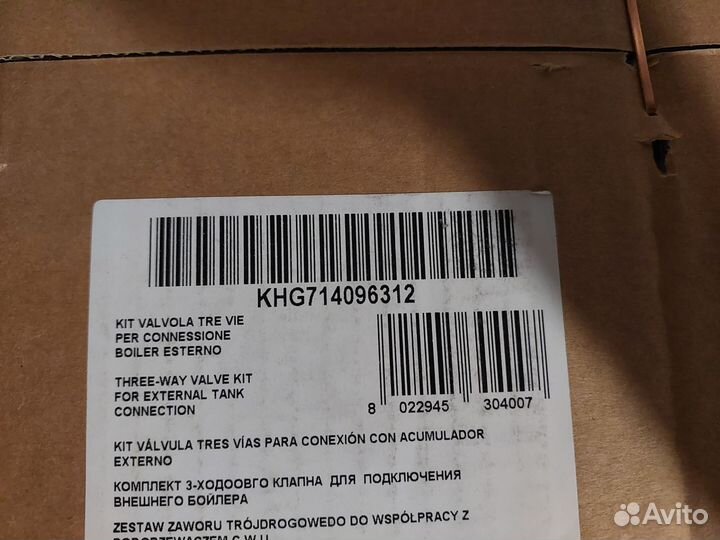 KHG714096312
KIT VALVOLA TRE VIE
PER CONNESSIONE
BOILER ESTERNO
THREE-WAY VALVE KIT
FOR EXTERNAL TANK
CONNECTION
8 022945 304007
KIT VÁLVULA TRES VÍAS PARA CONEXIÓN CON ACUMULADOR
EXTERNO
КОМПЛЕКТ 3-ХОДООВГО КЛАПНА ДЛЯ ПОДКЛЮЧЕНИЯ
ВНЕШНЕГО БОЙЛЕРА
ZESTAW ZAWORU TRÓJDROGOWEDO DO WSPÓŁPRACY Z
Avito